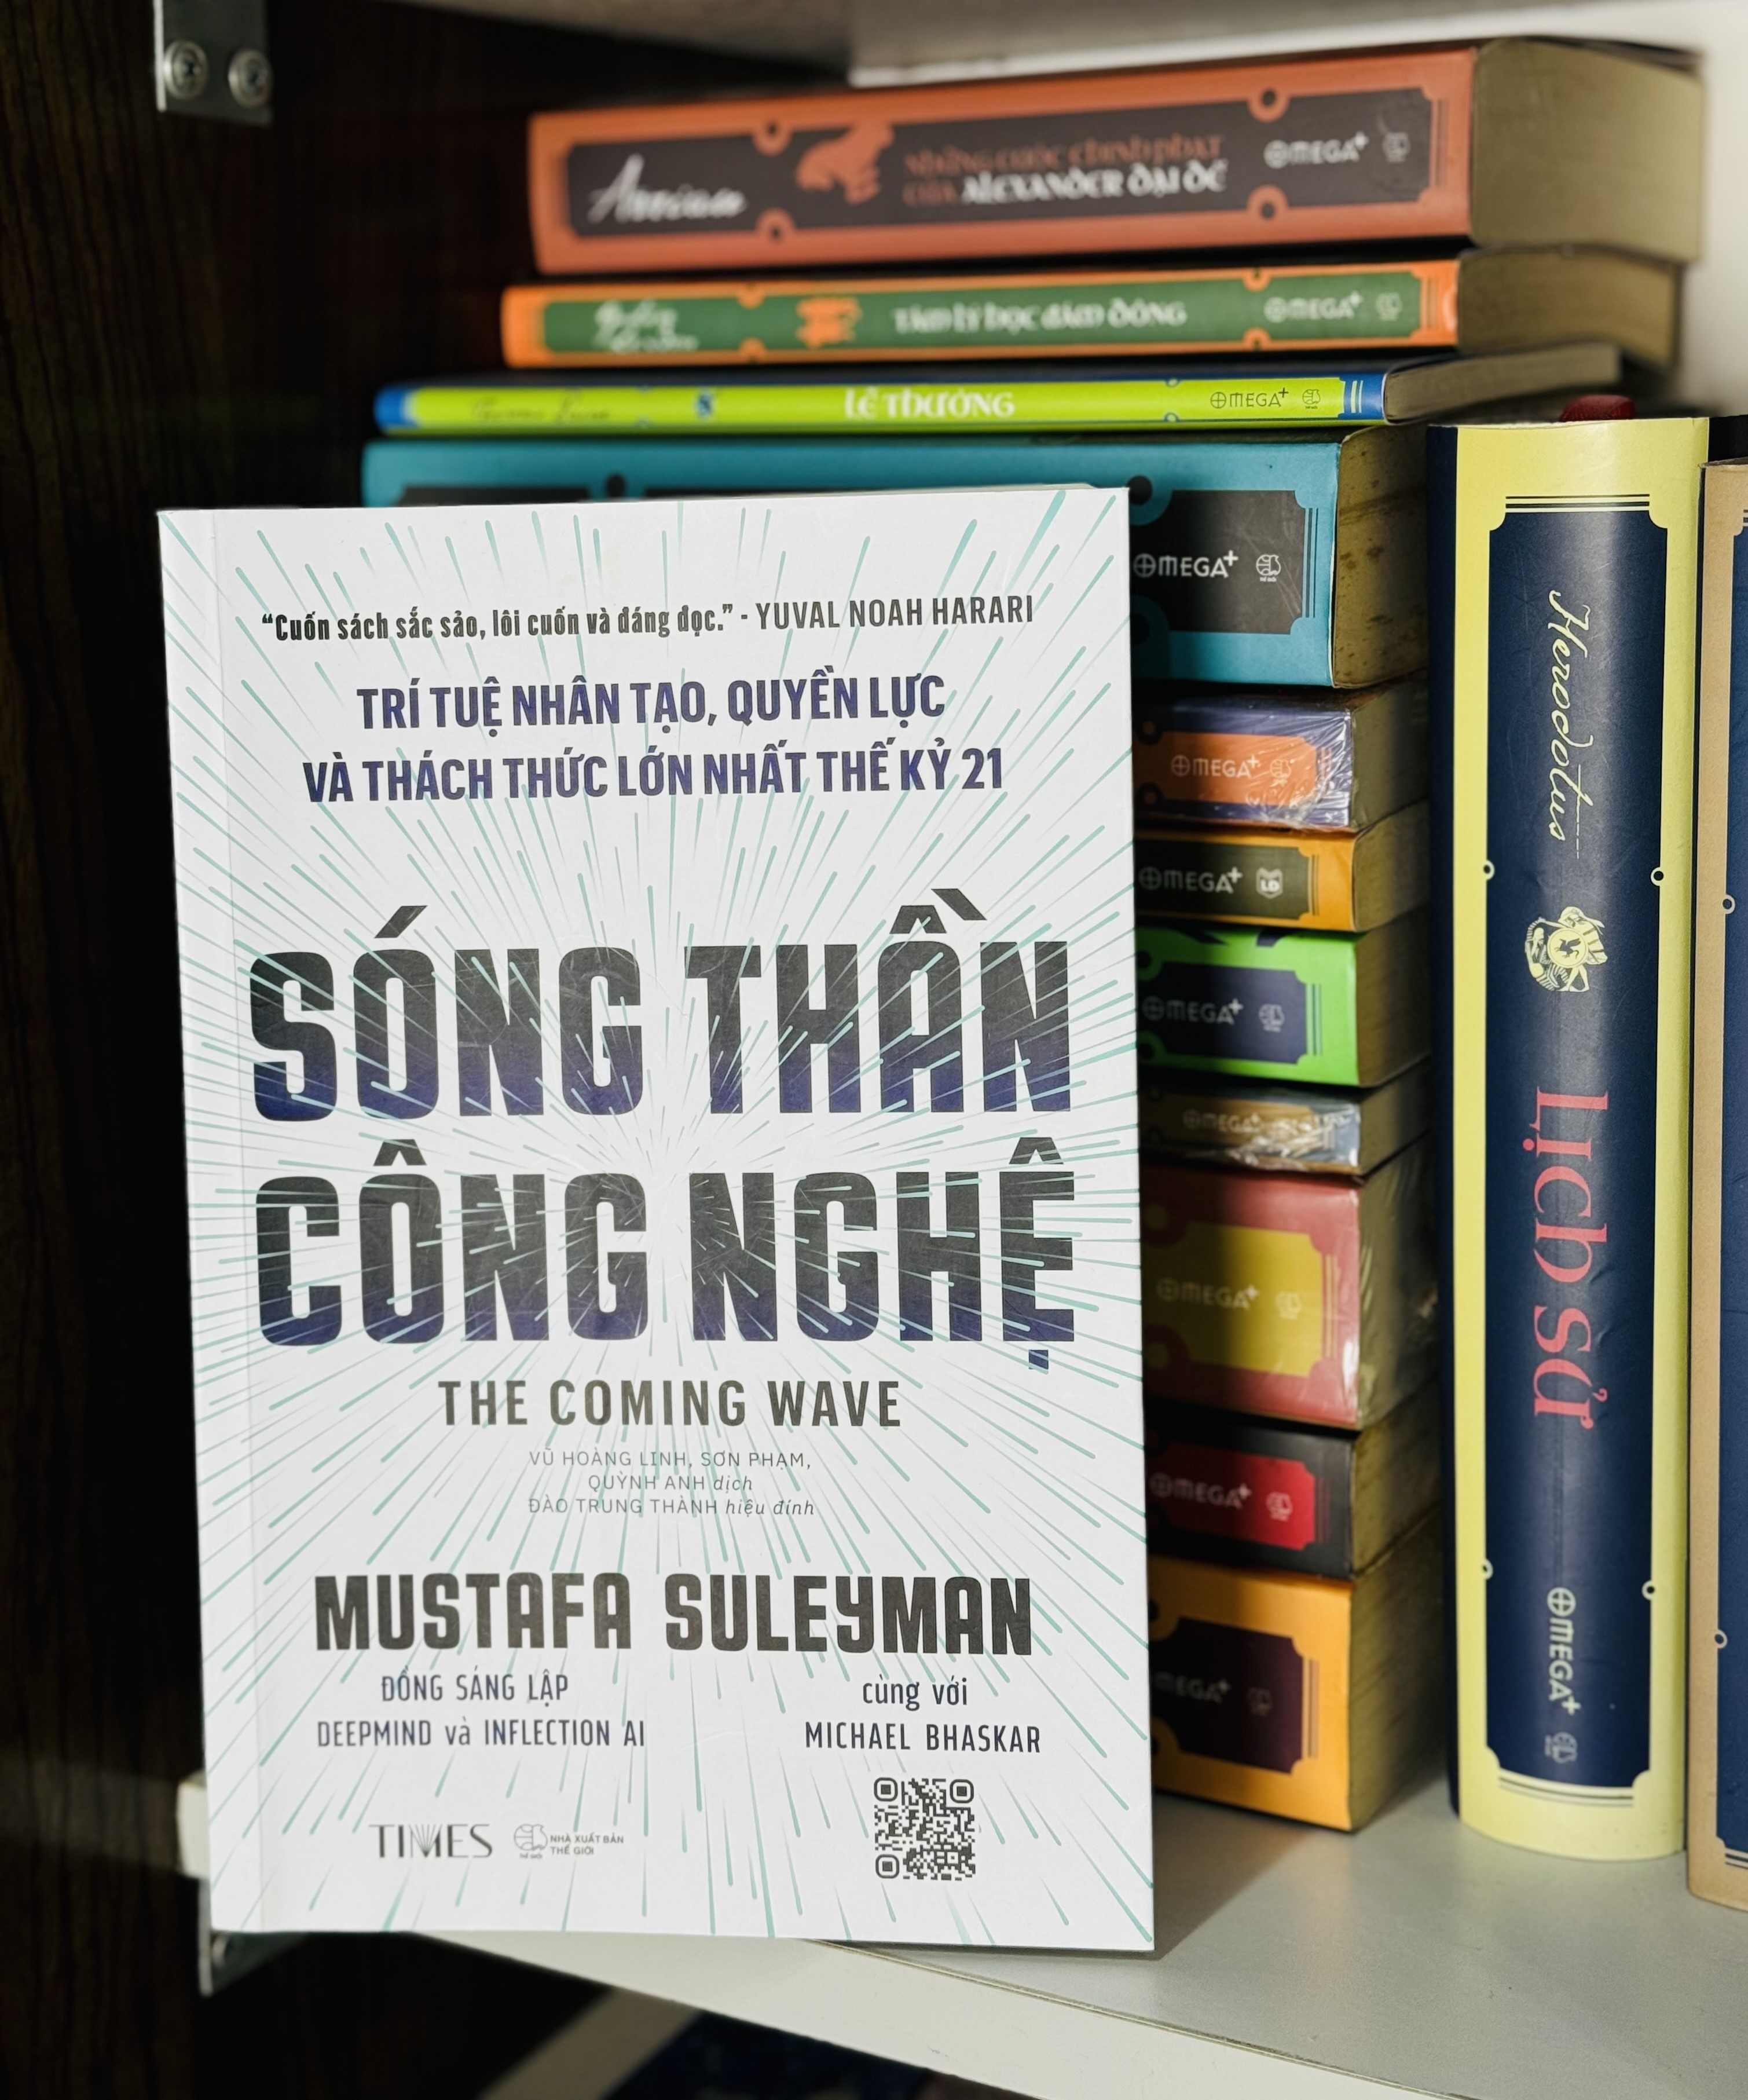 Arrian
NHỮNG CUỘC CHINH PHẠT
CỦA ALEXANDER ĐẠI ĐẾ
OMEGA+
TÂM LÝ HỌC ĐÁM ĐÔNG
OMEGA+
Thomas Paine
LẼ THƯỜNG
OMEGA+
OMEGA+
OMEGA+
OMEGA+
LD
OMEGA+
OMEGA+
OMEGA+
OMEGA+
OMEGA+
Herodotus
LỊCH SỬ
OMEGA+
“Cuốn sách sắc sảo, lôi cuốn và đáng đọc.” - YUVAL NOAH HARARI
TRÍ TUỆ NHÂN TẠO, QUYỀN LỰC
VÀ THÁCH THỨC LỚN NHẤT THẾ KỶ 21
SÓNG THẦN
CÔNG NGHỆ
THE COMING WAVE
VŨ HOÀNG LINH, SƠN PHẠM,
QUỲNH ANH dịch
ĐÀO TRUNG THÀNH hiệu đính
MUSTAFA SULEYMAN
ĐỒNG SÁNG LẬP
DEEPMIND và INFLECTION AI
cùng với
MICHAEL BHASKAR
TIMES
NHÀ XUẤT BẢN
THẾ GIỚI